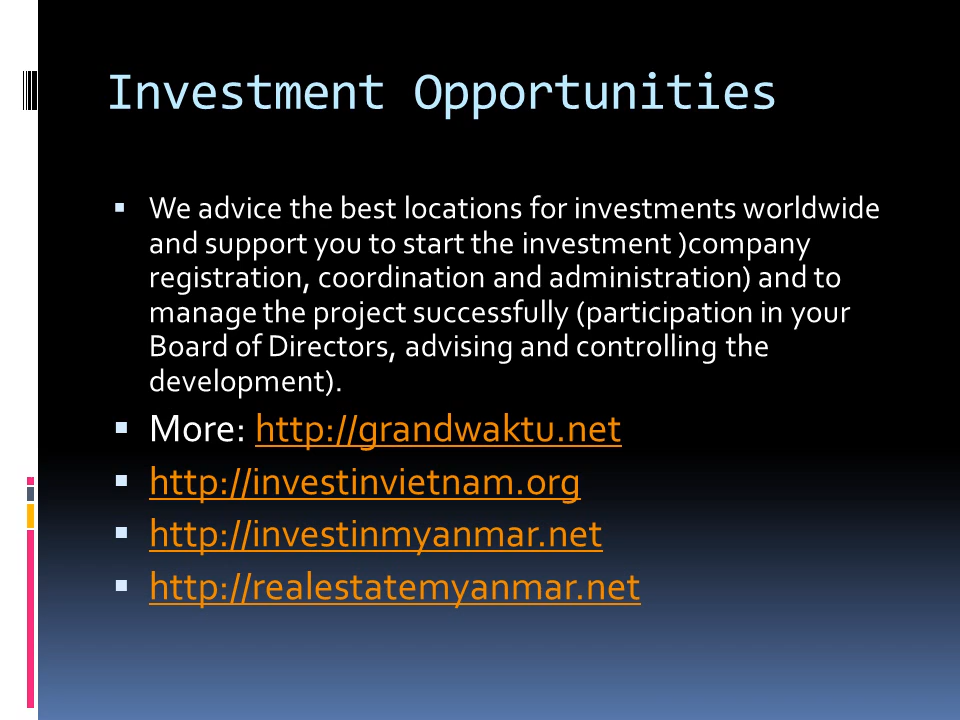 Investment Opportunities
▪ We advice the best locations for investments worldwide
and support you to start the investment )company
registration, coordination and administration) and to
manage the project successfully (participation in your
Board of Directors, advising and controlling the
development).
▪ More: http://grandwaktu.net
▪ http://investinvietnam.org
▪ http://investinmyanmar.net
▪ http://realestatemyanmar.net